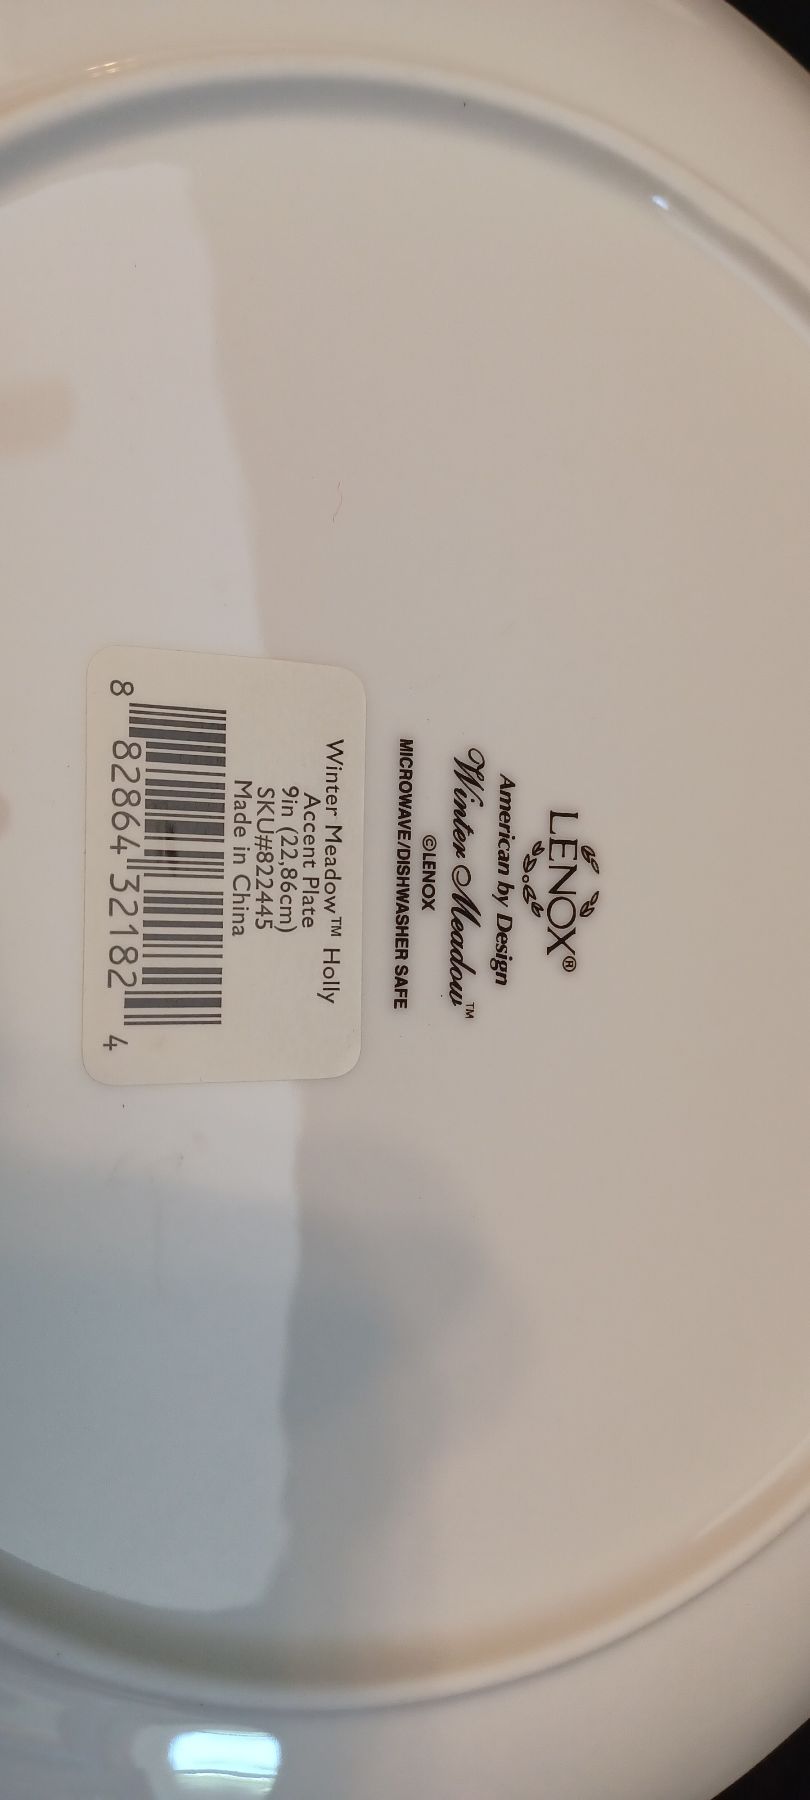 LENOX®
American by Design
Winter Meadow™
©LENOX
MICROWAVE/DISHWASHER SAFE
Winter Meadow™ Holly
Accent Plate
9in (22,86cm)
SKU#822445
Made in China
8 82864 32182 4